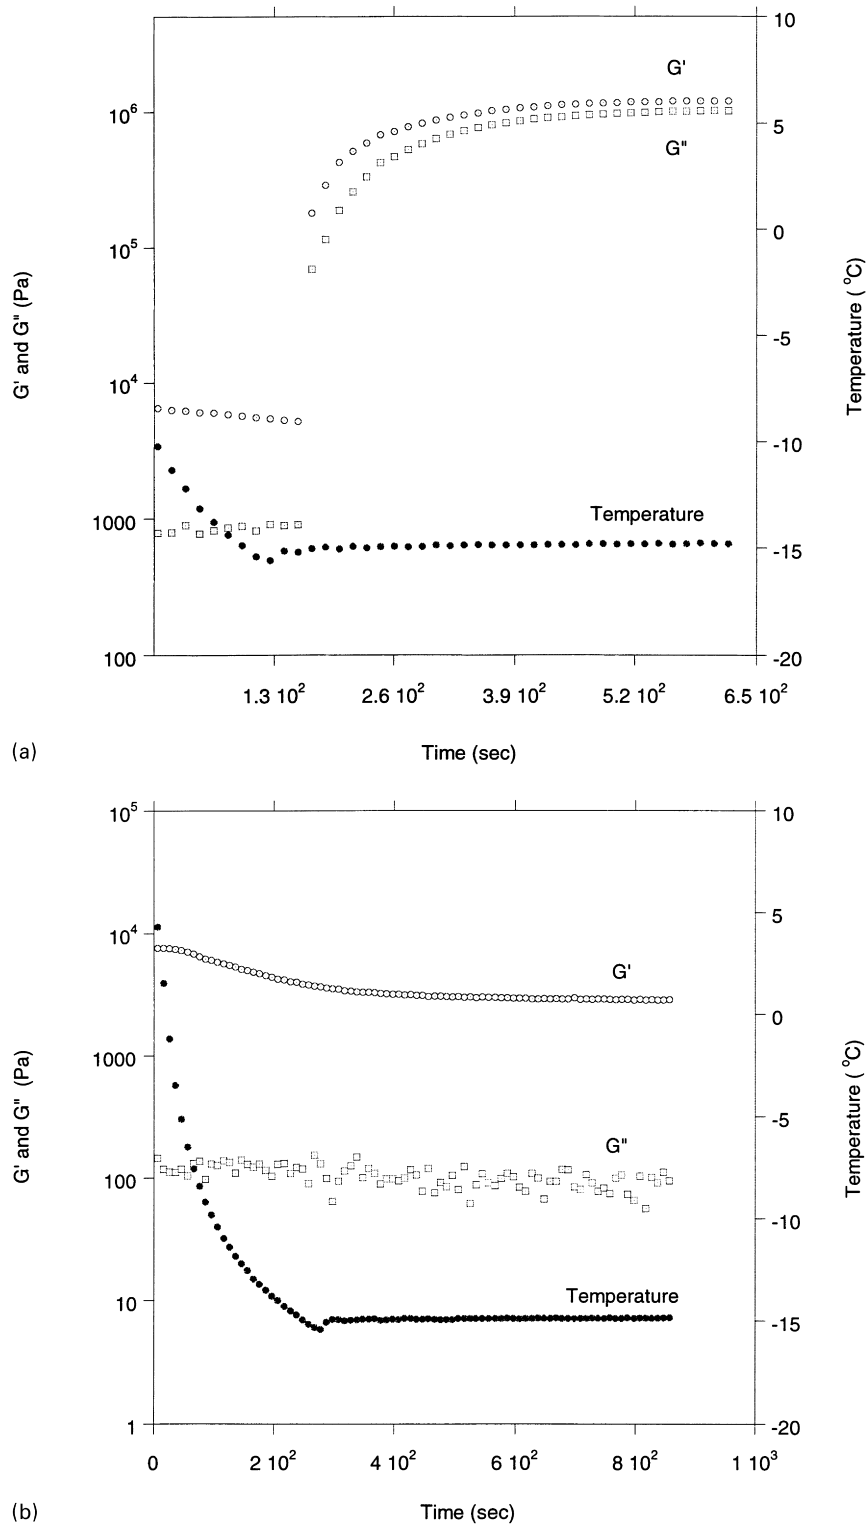 10
G'
10⁶
5
G"
0
10⁵
G' and G" (Pa)
Temperature ( °C)
-5
10⁴
-10
Temperature
1000
-15
100
-20
1.3 10²
2.6 10²
3.9 10²
5.2 10²
6.5 10²
(a)
Time (sec)
10⁵
10
5
10⁴
G'
0
1000
G' and G" (Pa)
Temperature ( °C)
-5
G"
100
-10
Temperature
10
-15
1
-20
0
2 10²
4 10²
6 10²
8 10²
1 10³
(b)
Time (sec)